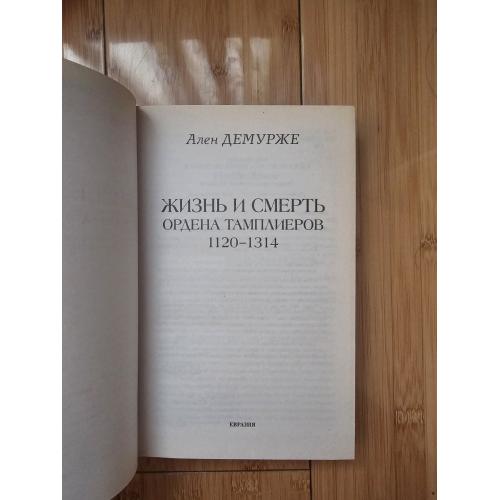 Ален ДЕМУРЖЕ
ЖИЗНЬ И СМЕРТЬ
ОРДЕНА ТАМПЛИЕРОВ
1120–1314
ЕВРАЗИЯ